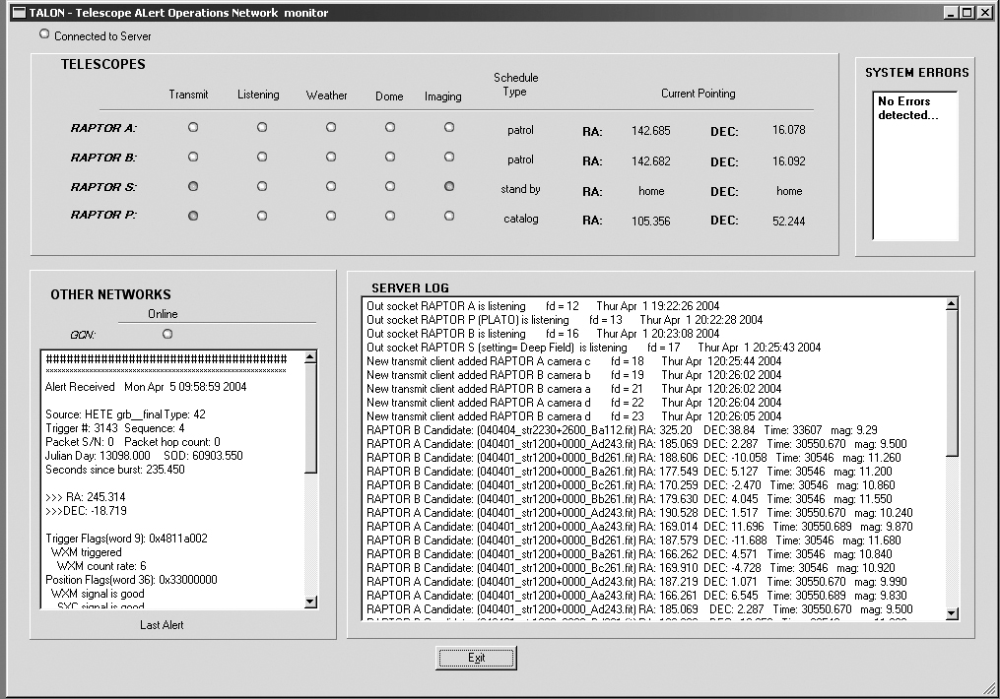 TALON - Telescope ALert Operations Network monitor
Connected to Server
TELESCOPES
Transmit Listening Weather Dome Imaging Schedule Type Current Pointing
RAPTOR A: patrol RA: 142.685 DEC: 16.078
RAPTOR B: patrol RA: 142.682 DEC: 16.092
RAPTOR S: stand by RA: home DEC: home
RAPTOR P: catalog RA: 105.356 DEC: 52.244
SYSTEM ERRORS
No Errors
detected...
OTHER NETWORKS
Online
GCN:
Alert Received Mon Apr 5 09:58:59 2004
Source: HETE grb_final Type: 42
Trigger #: 3143 Sequence: 4
Packet S/N: 0 Packet hop count: 0
Julian Day: 13098.000 SOD: 60903.550
Seconds since burst: 235.450
>>> RA: 245.314
>>>DEC: -18.719
Trigger Flags(word 9): 0x4811a002
WXM triggered
WXM count rate: 6
Position Flags(word 36): 0x33000000
WXM signal is good
SXC signal is good
Last Alert
SERVER LOG
Out socket RAPTOR A is listening fd = 12 Thur Apr 1 19:22:26 2004
Out socket RAPTOR P (PLATO) is listening fd = 13 Thur Apr 1 20:22:28 2004
Out socket RAPTOR B is listening fd = 16 Thur Apr 1 20:23:08 2004
Out socket RAPTOR S (setting= Deep Field) is listening fd = 17 Thur Apr 1 20:25:43 2004
New transmit client added RAPTOR A camera c fd = 18 Thur Apr 120:25:44 2004
New transmit client added RAPTOR B camera b fd = 19 Thur Apr 120:26:02 2004
New transmit client added RAPTOR B camera a fd = 21 Thur Apr 120:26:02 2004
New transmit client added RAPTOR A camera d fd = 22 Thur Apr 120:26:04 2004
New transmit client added RAPTOR B camera d fd = 23 Thur Apr 120:26:05 2004
RAPTOR B Candidate: (040404_str2230+2600_Ba112.fit) RA: 325.20 DEC:38.84 Time: 33607 mag: 9.29
RAPTOR A Candidate: (040401_str1200+0000_Ad243.fit) RA: 185.069 DEC: 2.287 Time: 30550.670 mag: 9.500
RAPTOR B Candidate: (040401_str1200+0000_Bd261.fit) RA: 188.606 DEC: -10.058 Time: 30546 mag: 11.260
RAPTOR B Candidate: (040401_str1200+0000_Ba261.fit) RA: 177.549 DEC: 5.127 Time: 30546 mag: 11.200
RAPTOR B Candidate: (040401_str1200+0000_Bc261.fit) RA: 170.259 DEC: -2.470 Time: 30546 mag: 10.860
RAPTOR B Candidate: (040401_str1200+0000_Bb261.fit) RA: 179.630 DEC: 4.045 Time: 30546 mag: 11.550
RAPTOR A Candidate: (040401_str1200+0000_Ad243.fit) RA: 190.528 DEC: 1.517 Time: 30550.670 mag: 10.240
RAPTOR A Candidate: (040401_str1200+0000_Aa243.fit) RA: 169.014 DEC: 11.696 Time: 30550.689 mag: 9.870
RAPTOR B Candidate: (040401_str1200+0000_Bd261.fit) RA: 187.579 DEC: -11.688 Time: 30546 mag: 11.680
RAPTOR B Candidate: (040401_str1200+0000_Ba261.fit) RA: 166.262 DEC: 4.571 Time: 30546 mag: 10.840
RAPTOR B Candidate: (040401_str1200+0000_Bc261.fit) RA: 169.910 DEC: -4.728 Time: 30546 mag: 10.920
RAPTOR A Candidate: (040401_str1200+0000_Ad243.fit) RA: 187.219 DEC: 1.071 Time: 30550.670 mag: 9.990
RAPTOR A Candidate: (040401_str1200+0000_Aa243.fit) RA: 166.261 DEC: 6.545 Time: 30550.689 mag: 9.830
RAPTOR A Candidate: (040401_str1200+0000_Ad243.fit) RA: 185.069 DEC: 2.287 Time: 30550.670 mag: 9.500
Exit